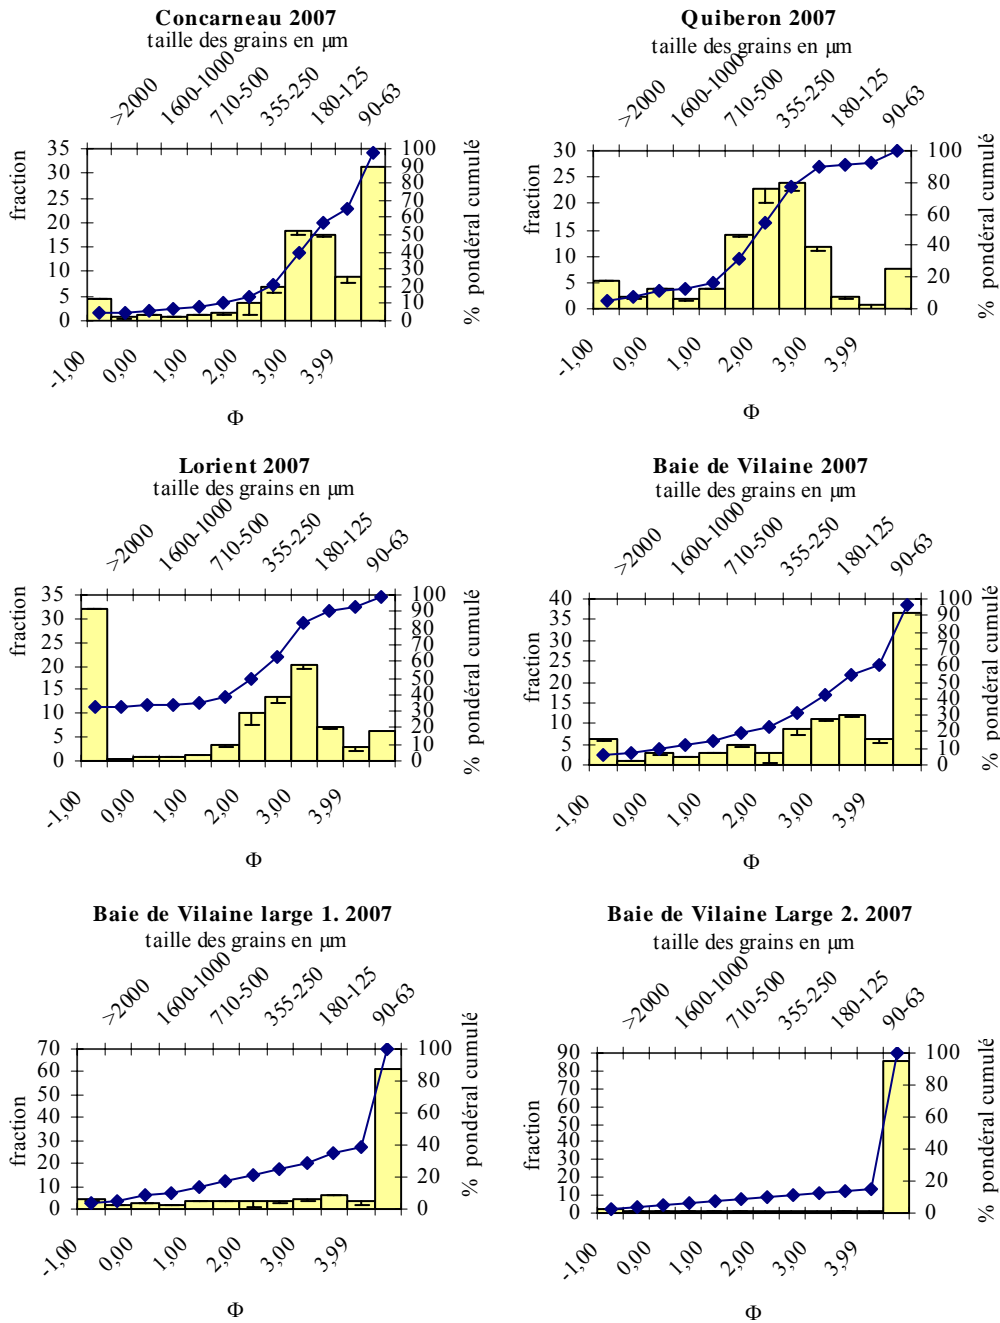 Concarneau 2007
taille des grains en µm
>2000 1600-1000 710-500 355-250 180-125 90-63
fraction
35
30
25
20
15
10
5
0
100
90
80
70
60
50
40
30
20
10
0
% pondéral cumulé
-1,00 0,00 1,00 2,00 3,00 3,99
Φ
Quiberon 2007
taille des grains en µm
>2000 1600-1000 710-500 355-250 180-125 90-63
fraction
30
25
20
15
10
5
0
100
80
60
40
20
0
% pondéral cumulé
-1,00 0,00 1,00 2,00 3,00 3,99
Φ
Lorient 2007
taille des grains en µm
>2000 1600-1000 710-500 355-250 180-125 90-63
fraction
35
30
25
20
15
10
5
0
100
90
80
70
60
50
40
30
20
10
0
% pondéral cumulé
-1,00 0,00 1,00 2,00 3,00 3,99
Φ
Baie de Vilaine 2007
taille des grains en µm
>2000 1600-1000 710-500 355-250 180-125 90-63
fraction
40
35
30
25
20
15
10
5
0
100
90
80
70
60
50
40
30
20
10
0
% pondéral cumulé
-1,00 0,00 1,00 2,00 3,00 3,99
Φ
Baie de Vilaine large 1. 2007
taille des grains en µm
>2000 1600-1000 710-500 355-250 180-125 90-63
fraction
70
60
50
40
30
20
10
0
100
80
60
40
20
0
% pondéral cumulé
-1,00 0,00 1,00 2,00 3,00 3,99
Φ
Baie de Vilaine Large 2. 2007
taille des grains en µm
>2000 1600-1000 710-500 355-250 180-125 90-63
fraction
90
80
70
60
50
40
30
20
10
0
100
80
60
40
20
0
% pondéral cumulé
-1,00 0,00 1,00 2,00 3,00 3,99
Φ